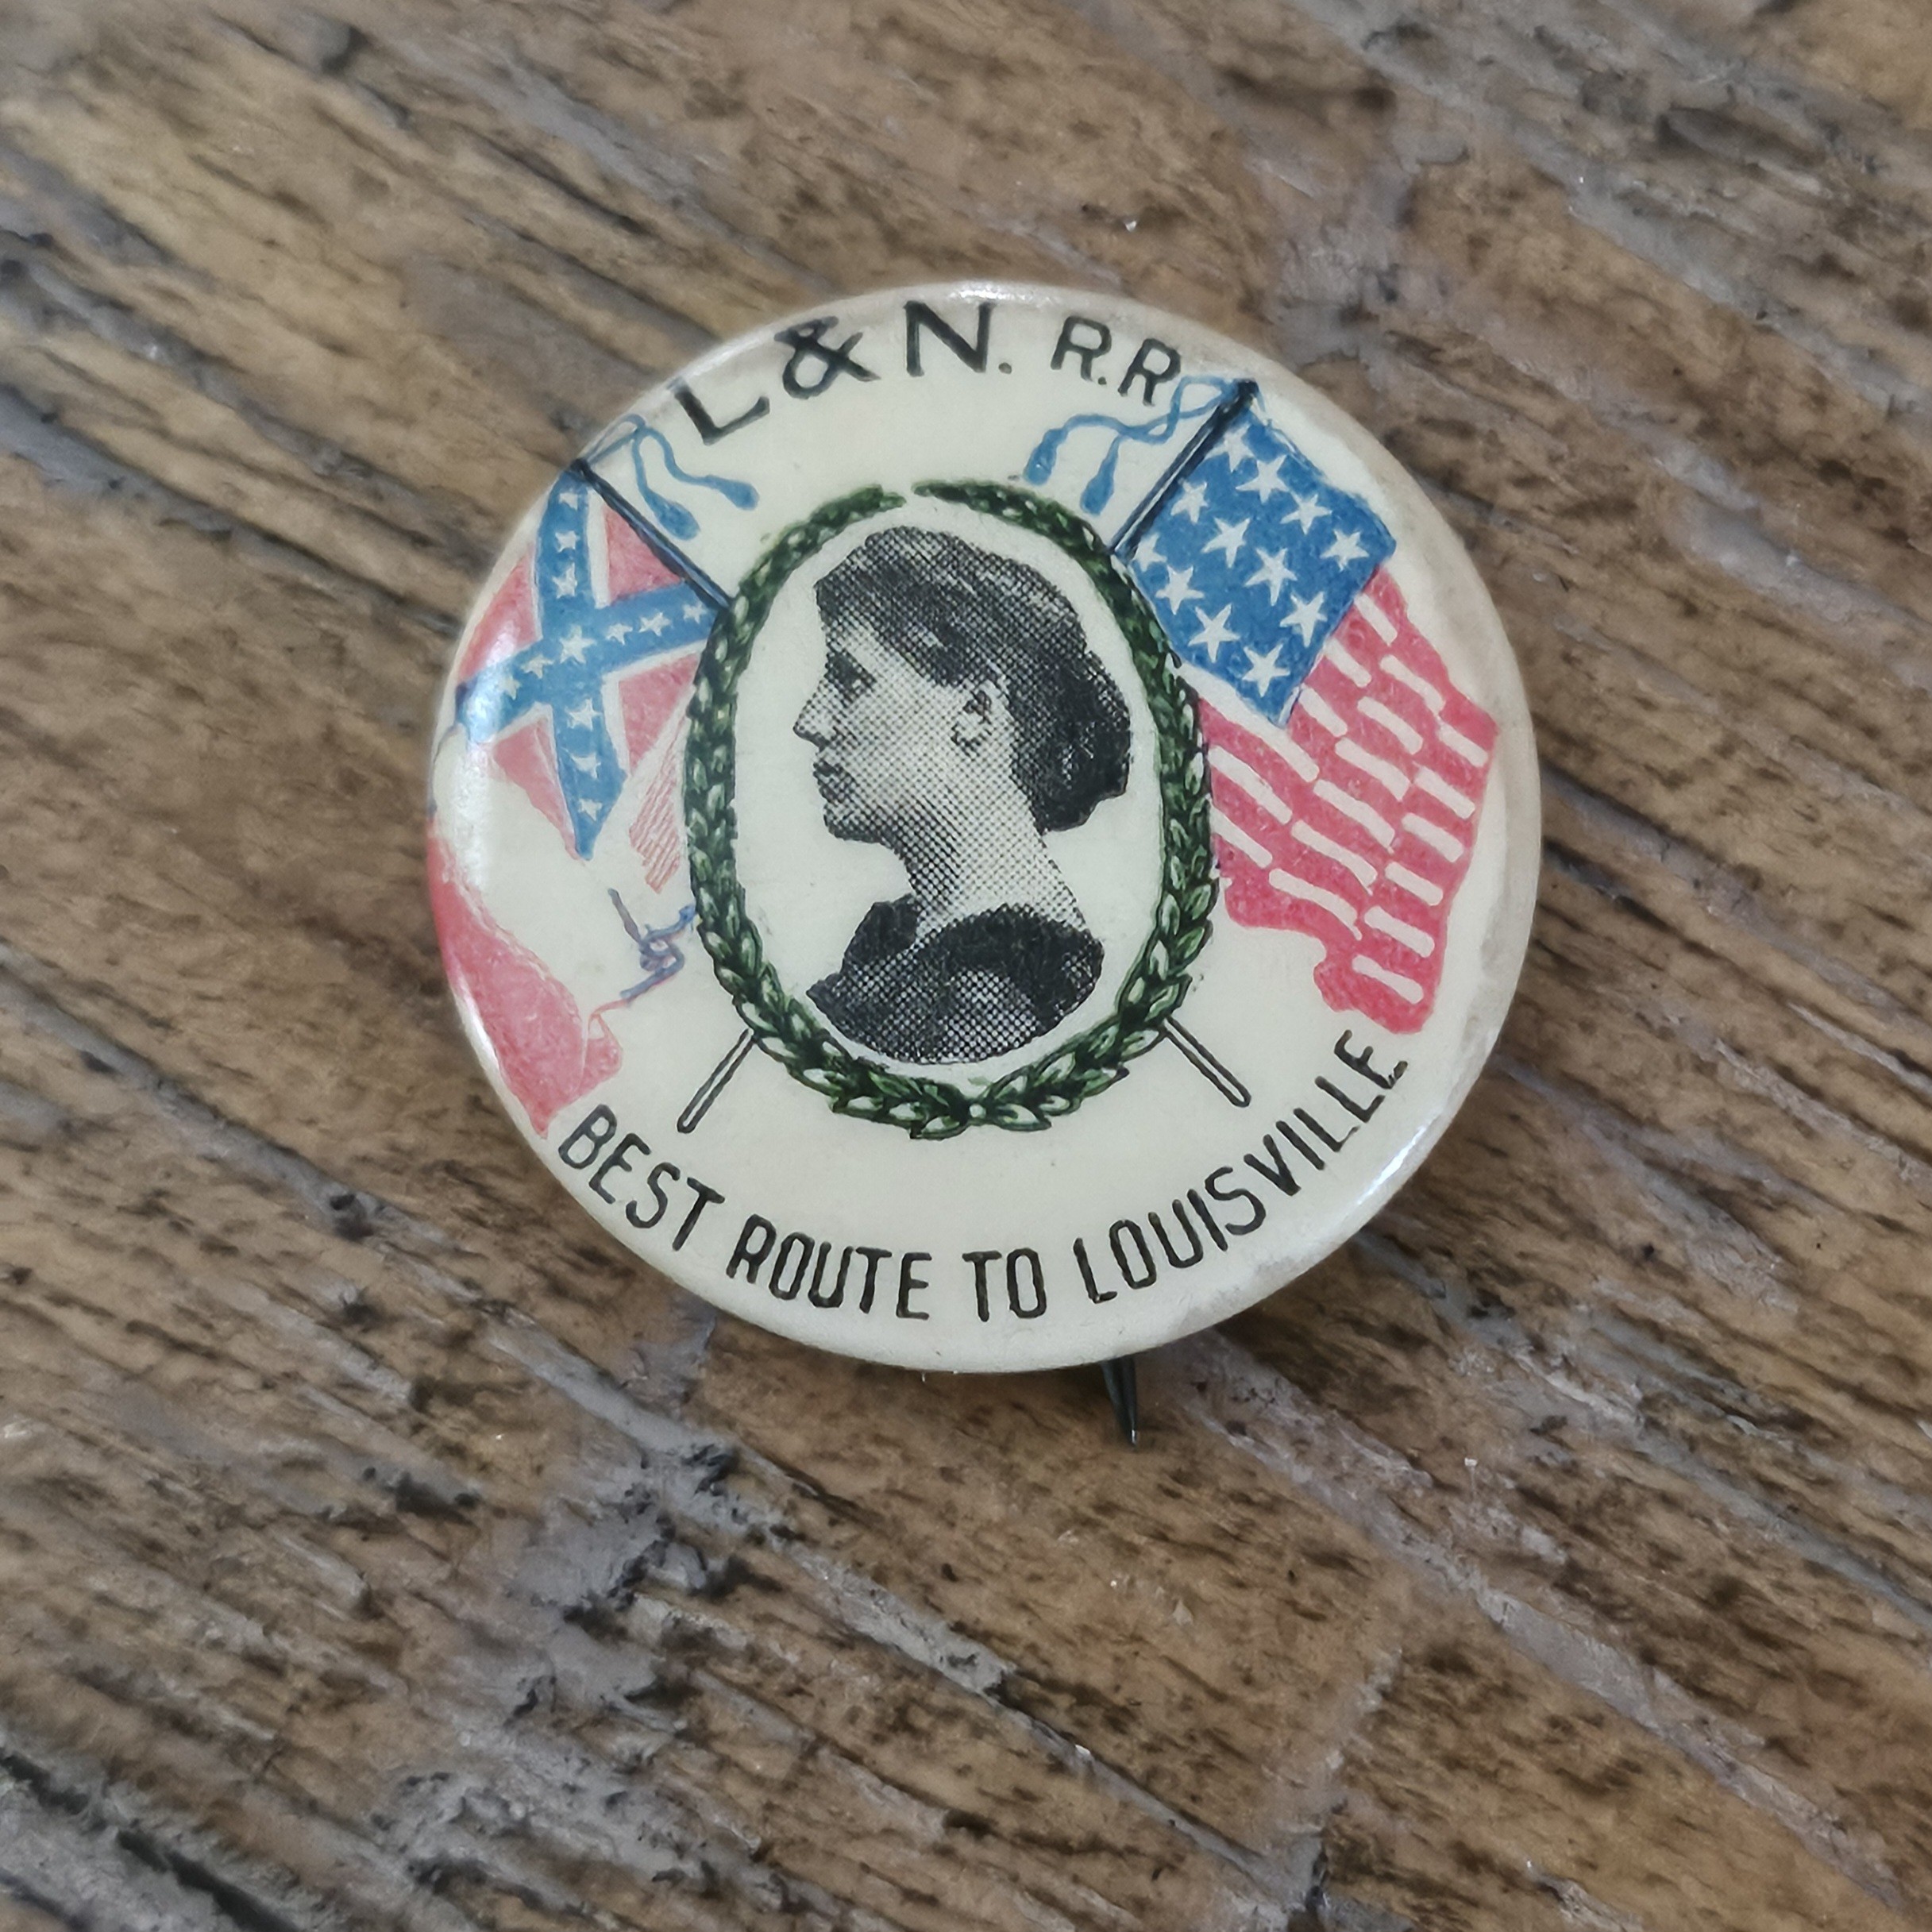 L & N. R.R
BEST ROUTE TO LOUISVILLE